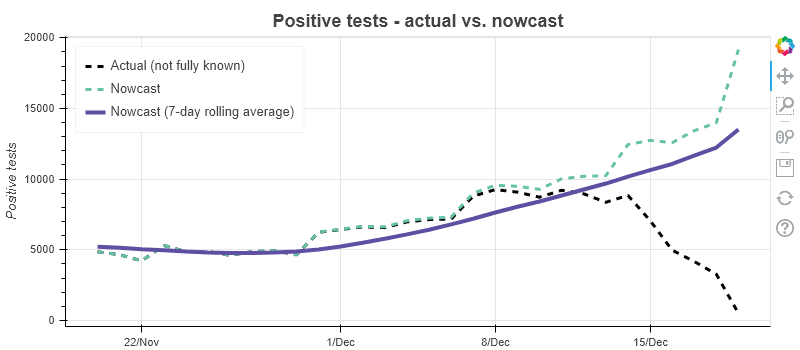 Positive tests - actual vs. nowcast
20000
15000
10000
5000
0
Positive tests
Actual (not fully known)
Nowcast
Nowcast (7-day rolling average)
22/Nov
1/Dec
8/Dec
15/Dec